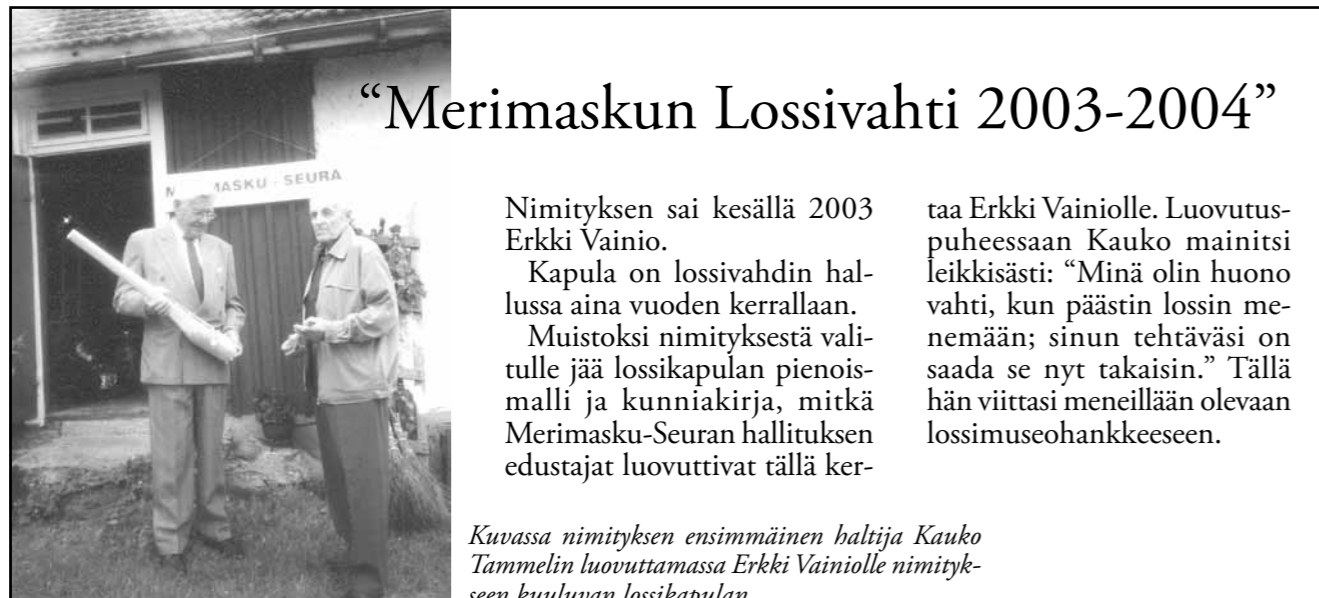 “Merimaskun Lossivahti 2003-2004”
MERIMASKU - SEURA
Nimityksen sai kesällä 2003
Erkki Vainio.
Kapula on lossivahdin hal-
lussa aina vuoden kerrallaan.
Muistoksi nimityksestä vali-
tulle jää lossikapulan pienois-
malli ja kunniakirja, mitkä
Merimasku-Seuran hallituksen
edustajat luovuttivat tällä ker-
taa Erkki Vainiolle. Luovutus-
puheessaan Kauko mainitsi
leikkisästi: “Minä olin huono
vahti, kun päästin lossin me-
nemään; sinun tehtäväsi on
saada se nyt takaisin.” Tällä
hän viittasi meneillään olevaan
lossimuseohankkeeseen.
Kuvassa nimityksen ensimmäinen haltija Kauko
Tammelin luovuttamassa Erkki Vainiolle nimityk-
seen kuuluvan lossikapulan